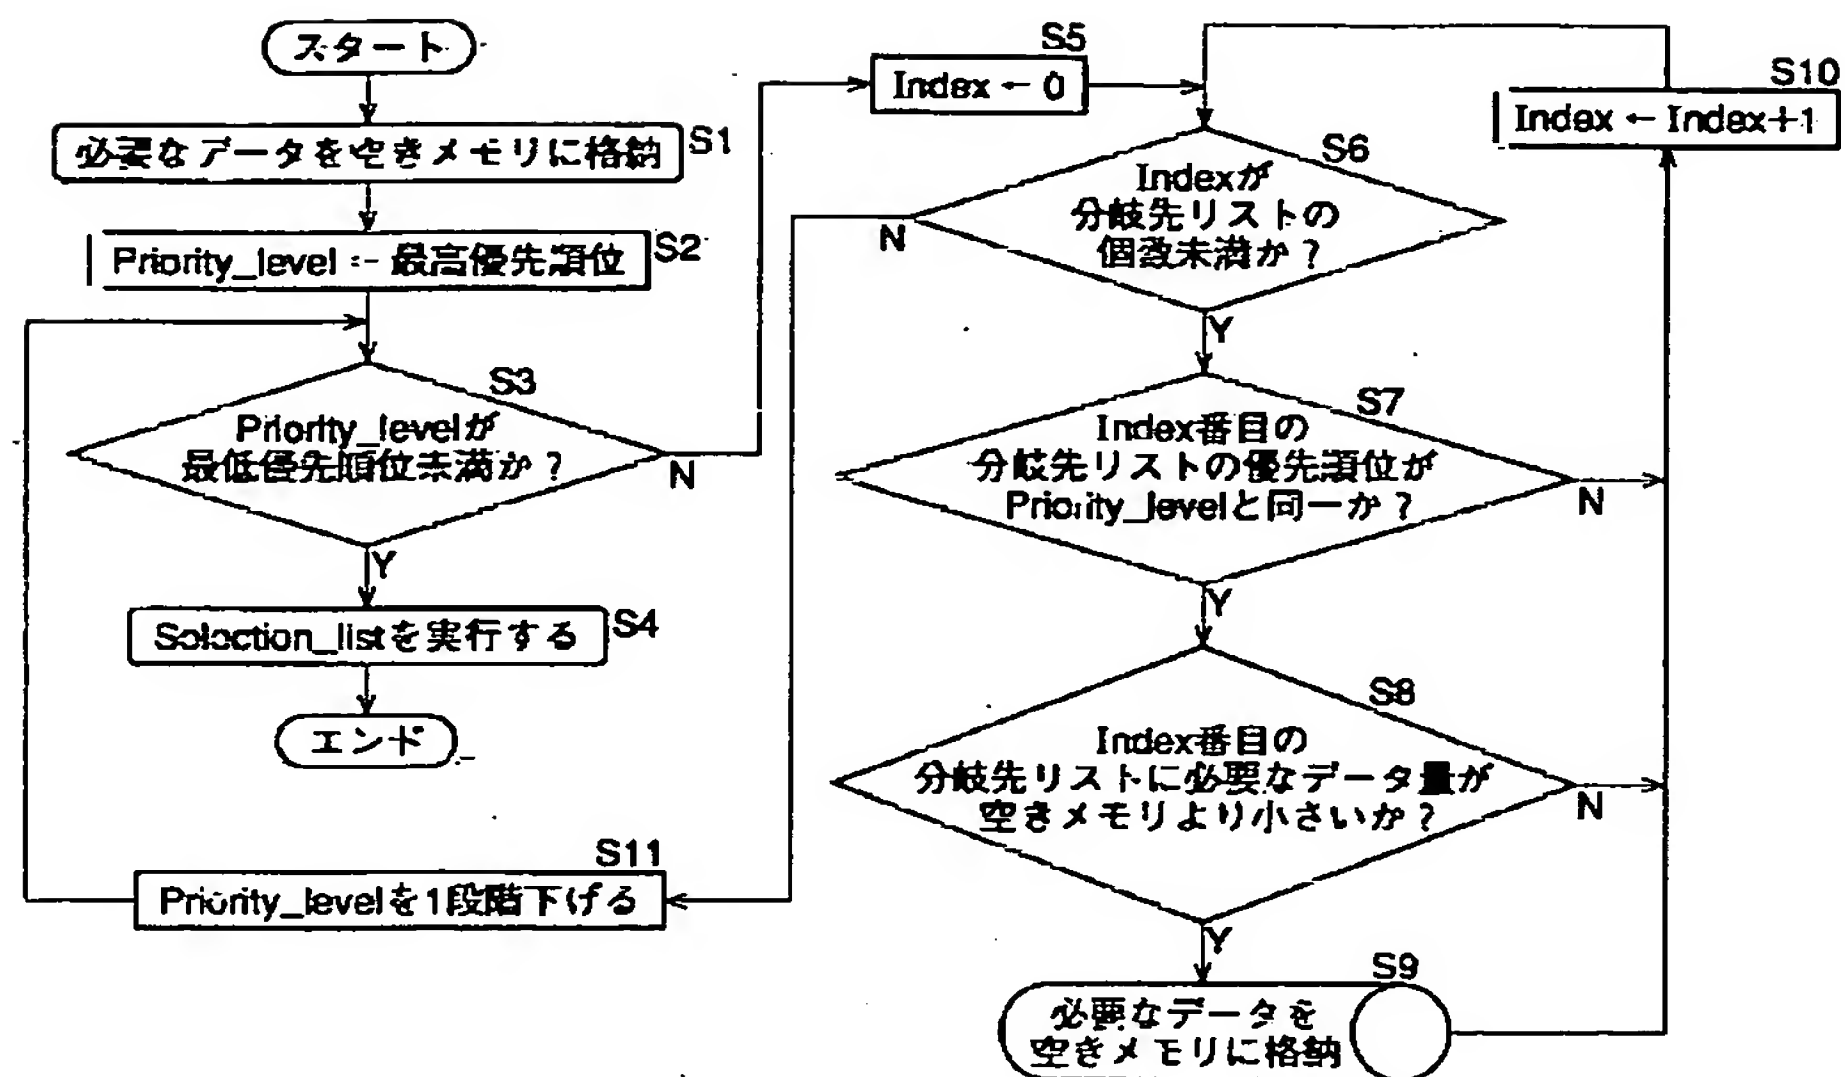 スタート
必要なデータを空きメモリに格納
S1
Priority_level ← 最高優先順位
S2
S3
Priority_levelが
最低優先順位未満か？
N
Y
Selection_listを実行する
S4
エンド
S11
Priority_levelを1段階下げる
S5
Index ← 0
S10
Index ← Index+1
S6
Indexが
分岐先リストの
個数未満か？
N
Y
S7
Index番目の
分岐先リストの優先順位が
Priority_levelと同一か？
N
Y
S8
Index番目の
分岐先リストに必要なデータ量が
空きメモリより小さいか？
N
Y
S9
必要なデータを
空きメモリに格納